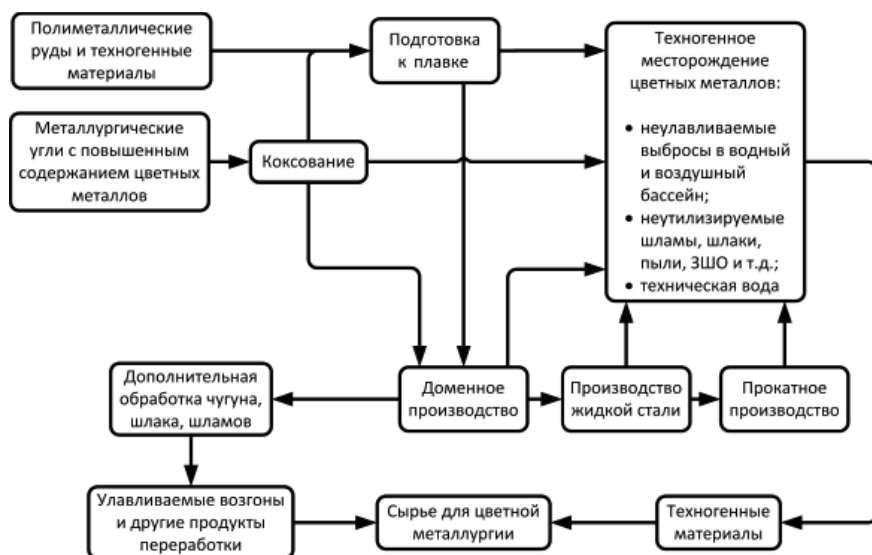 Полиметаллические
руды и техногенные
материалы
Подготовка
к плавке
Техногенное
месторождение
цветных металлов:
• неулавливаемые
выбросы в водный
и воздушный
бассейн;
• неутилизируемые
шламы, шлаки,
пыли, ЗШО и т.д.;
• техническая вода
Металлургические
угли с повышенным
содержанием цветных
металлов
Коксование
Дополнительная
обработка чугуна,
шлака, шламов
Доменное
производство
Производство
жидкой стали
Прокатное
производство
Улавливаемые возгоны
и другие продукты
переработки
Сырье для цветной
металлургии
Техногенные
материалы